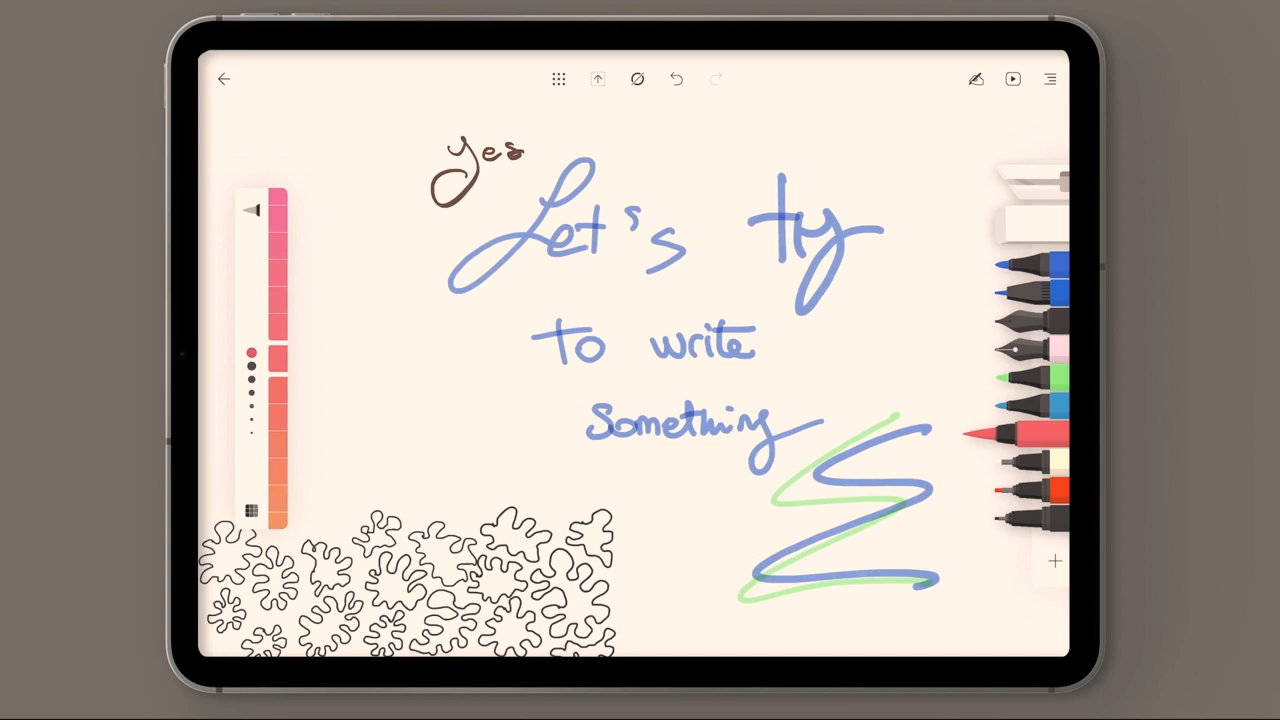 yes
Let's try
to write
something